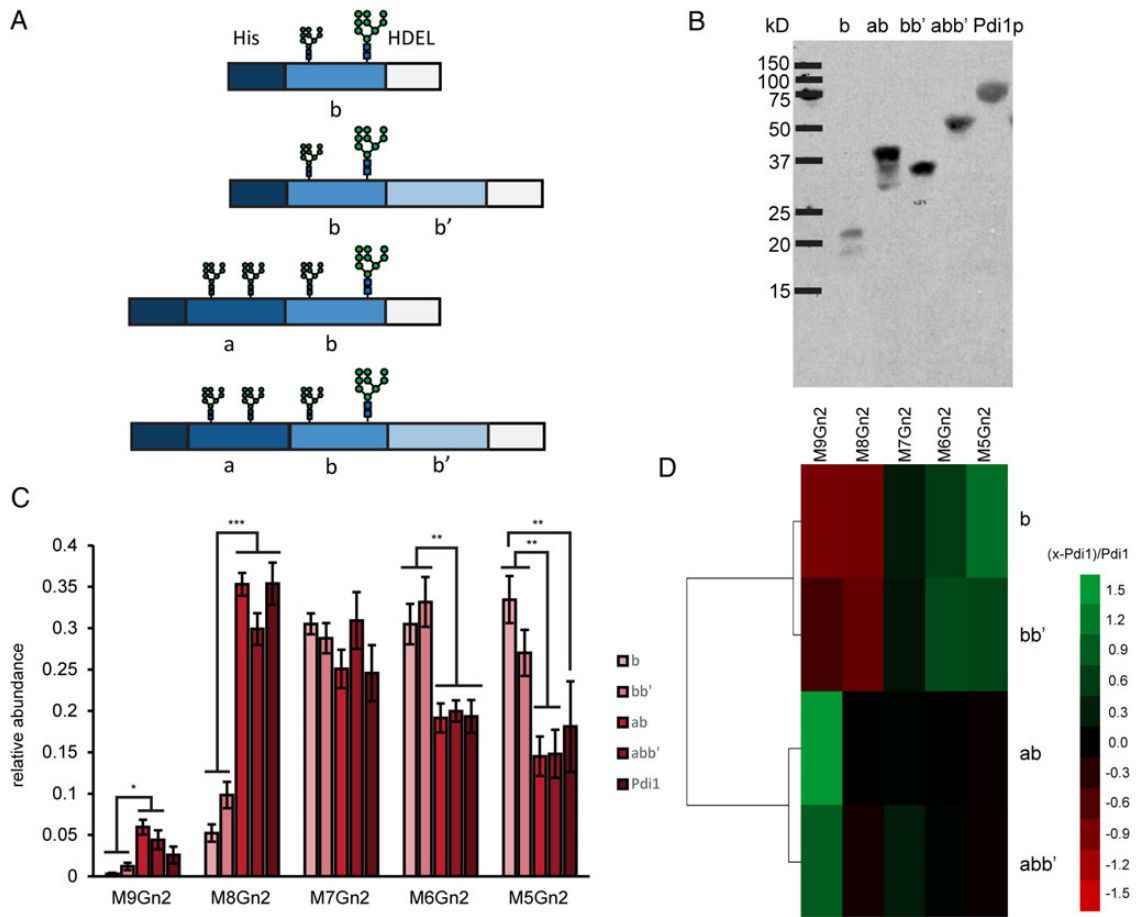 A
His HDEL
b
b b'
a b
a b b'
B
kD b ab bb' abb' Pdi1p
150
100
75
50
37
25
20
15
C
relative abundance
0.4
0.35
0.3
0.25
0.2
0.15
0.1
0.05
0
*
***
**
**
**
M9Gn2 M8Gn2 M7Gn2 M6Gn2 M5Gn2
b
bb'
ab
abb'
Pdi1
D
M9Gn2 M8Gn2 M7Gn2 M6Gn2 M5Gn2
b
bb'
ab
abb'
(x-Pdi1)/Pdi1
1.5
1.2
0.9
0.6
0.3
0.0
-0.3
-0.6
-0.9
-1.2
-1.5